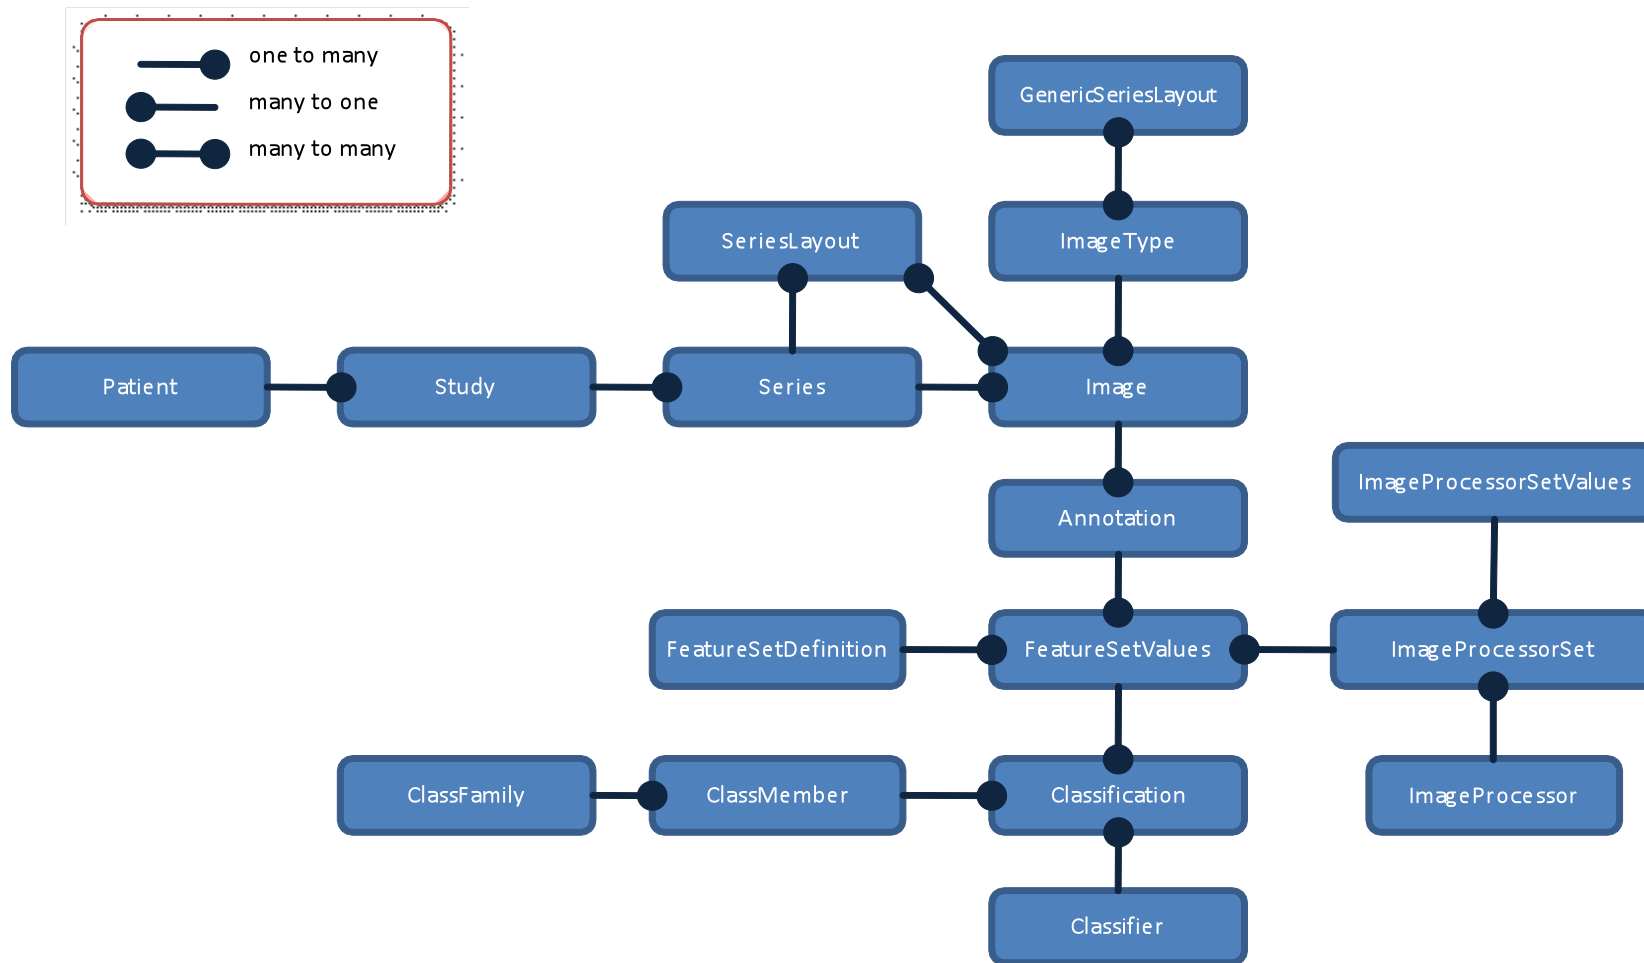 one to many
many to one
many to many
GenericSeriesLayout
SeriesLayout
ImageType
Patient
Study
Series
Image
ImageProcessorSetValues
Annotation
FeatureSetDefinition
FeatureSetValues
ImageProcessorSet
ClassFamily
ClassMember
Classification
ImageProcessor
Classifier